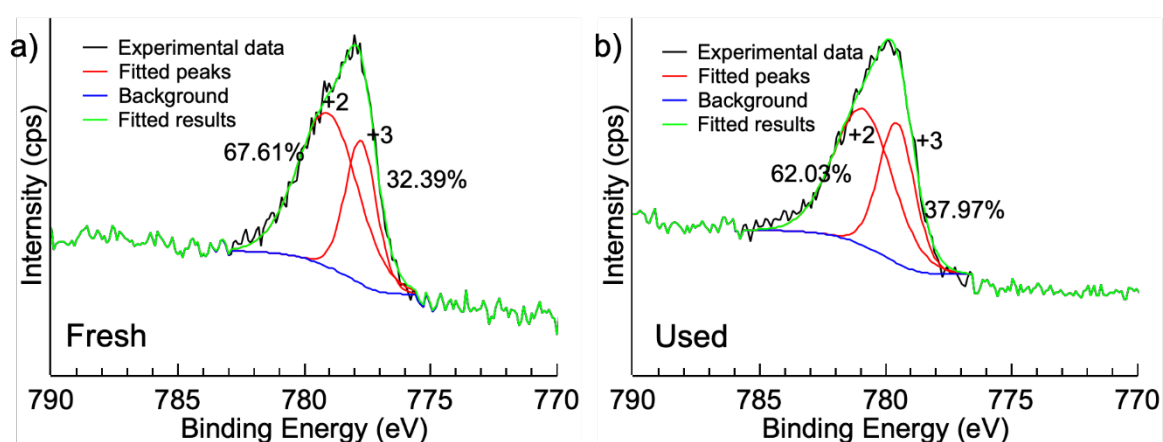 a)
Experimental data
Fitted peaks
Background
Fitted results
+2
+3
67.61%
32.39%
Fresh
Internsity (cps)
790 785 780 775 770
Binding Energy (eV)
b)
Experimental data
Fitted peaks
Background
Fitted results
+2
+3
62.03%
37.97%
Used
Internsity (cps)
790 785 780 775 770
Binding Energy (eV)